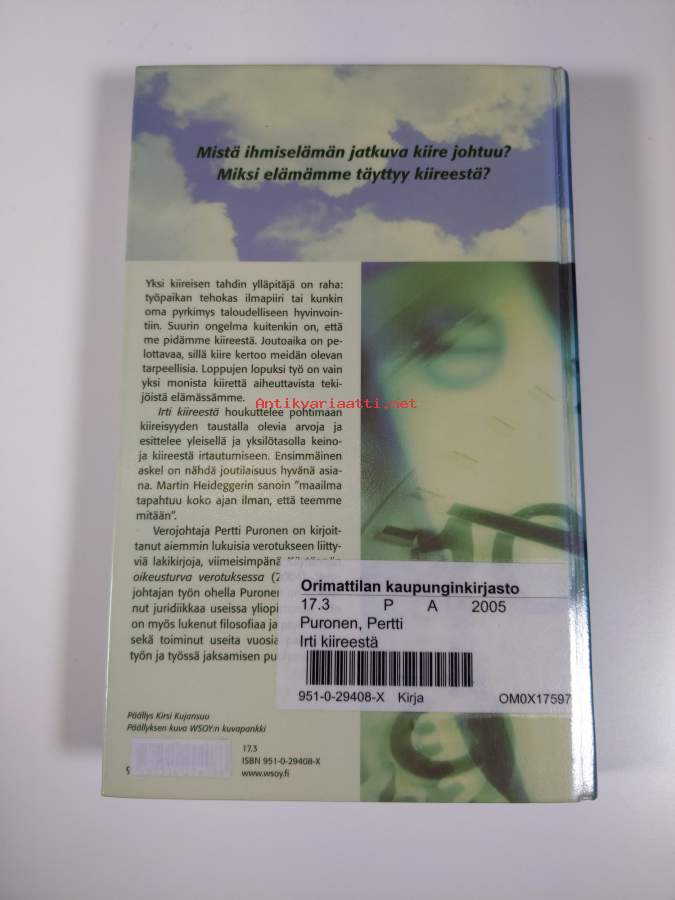 Mistä ihmiselämän jatkuva kiire johtuu?
Miksi elämämme täyttyy kiireestä?
Yksi kiireisen tahdin ylläpitäjä on raha:
työpaikan tehokas ilmapiiri tai kunkin
oma pyrkimys taloudelliseen hyvinvoin-
tiin. Suurin ongelma kuitenkin on, että
me pidämme kiireestä. Joutoaika on pe-
lottavaa, sillä kiire kertoo meidän olevan
tarpeellisia. Loppujen lopuksi työ on vain
yksi monista kiirettä aiheuttavista teki-
jöistä elämässämme.
Antikyariaatti.net
Irti kiireestä houkuttelee pohtimaan
kiireisyyden taustalla olevia arvoja ja
esittelee yleisellä ja yksilötasolla keino-
ja kiireestä irtautumiseen. Ensimmäinen
askel on nähdä joutilaisuus hyvänä asia-
na. Martin Heideggerin sanoin "maailma
tapahtuu koko ajan ilman, että teemme
mitään".
Verojohtaja Pertti Puronen on kirjoit-
tanut aiemmin lukuisia verotukseen liitty-
viä lakikirjoja, viimeisimpänä
oikeusturva verotuksessa
johtajan työn ohella Puronen
nut juridiikka useissa
on myös lukenut filosofiaa ja
sekä toiminut useita vuosia
työn ja työssä jaksamisen
Orimattilan kaupunginkirjasto
17.3 P A 2005
Puronen, Pertti
Irti kiireestä
951-0-29408-X Kirja OM0X17597
Päällys Kirsi Kujansuu
Päällyksen kuva WSOY:n kuvapankki
17.3
ISBN 951-0-29408-X
www.wsoy.fi